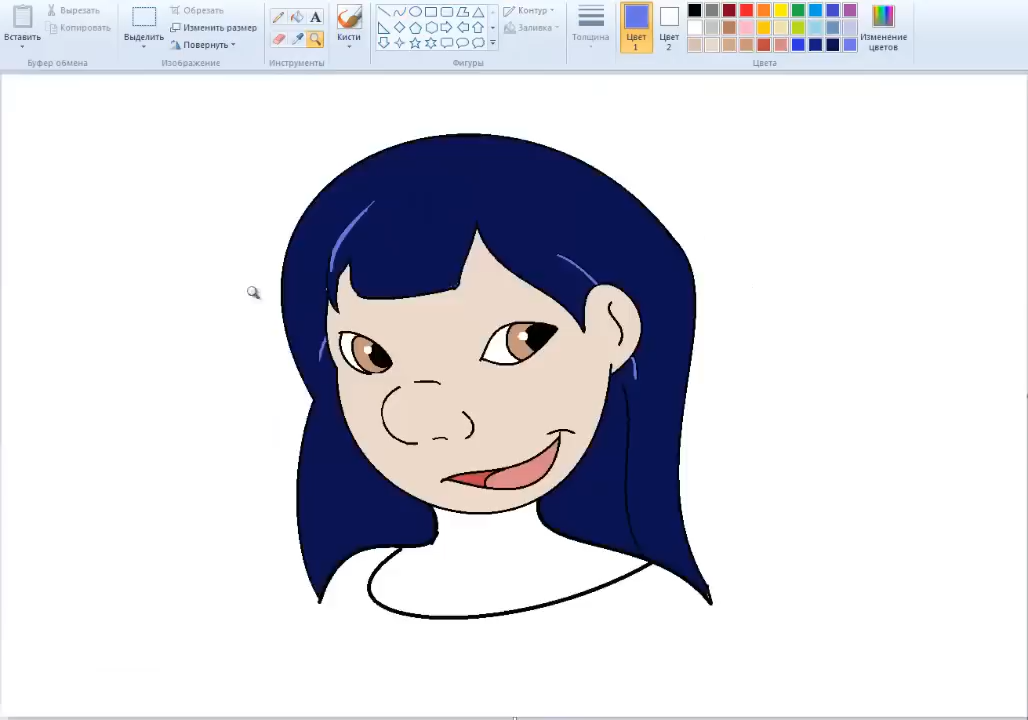 Вставить
Вырезать
Копировать
Буфер обмена
Выделить
Обрезать
Изменить размер
Повернуть
Изображение
A
Инструменты
Кисти
Контур
Заливка
Фигуры
Толщина
Цвет 1
Цвет 2
Изменение цветов
Цвета